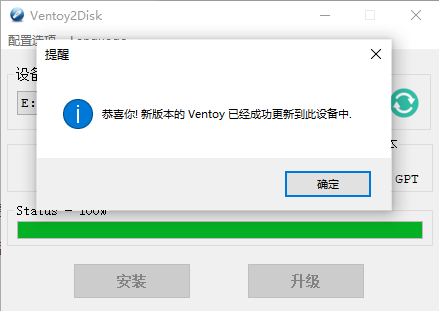 Ventoy2Disk
配置选项 Language
提醒
设备
E:
恭喜你! 新版本的 Ventoy 已经成功更新到此设备中.
确定
本
GPT
Status - 100%
安装
升级